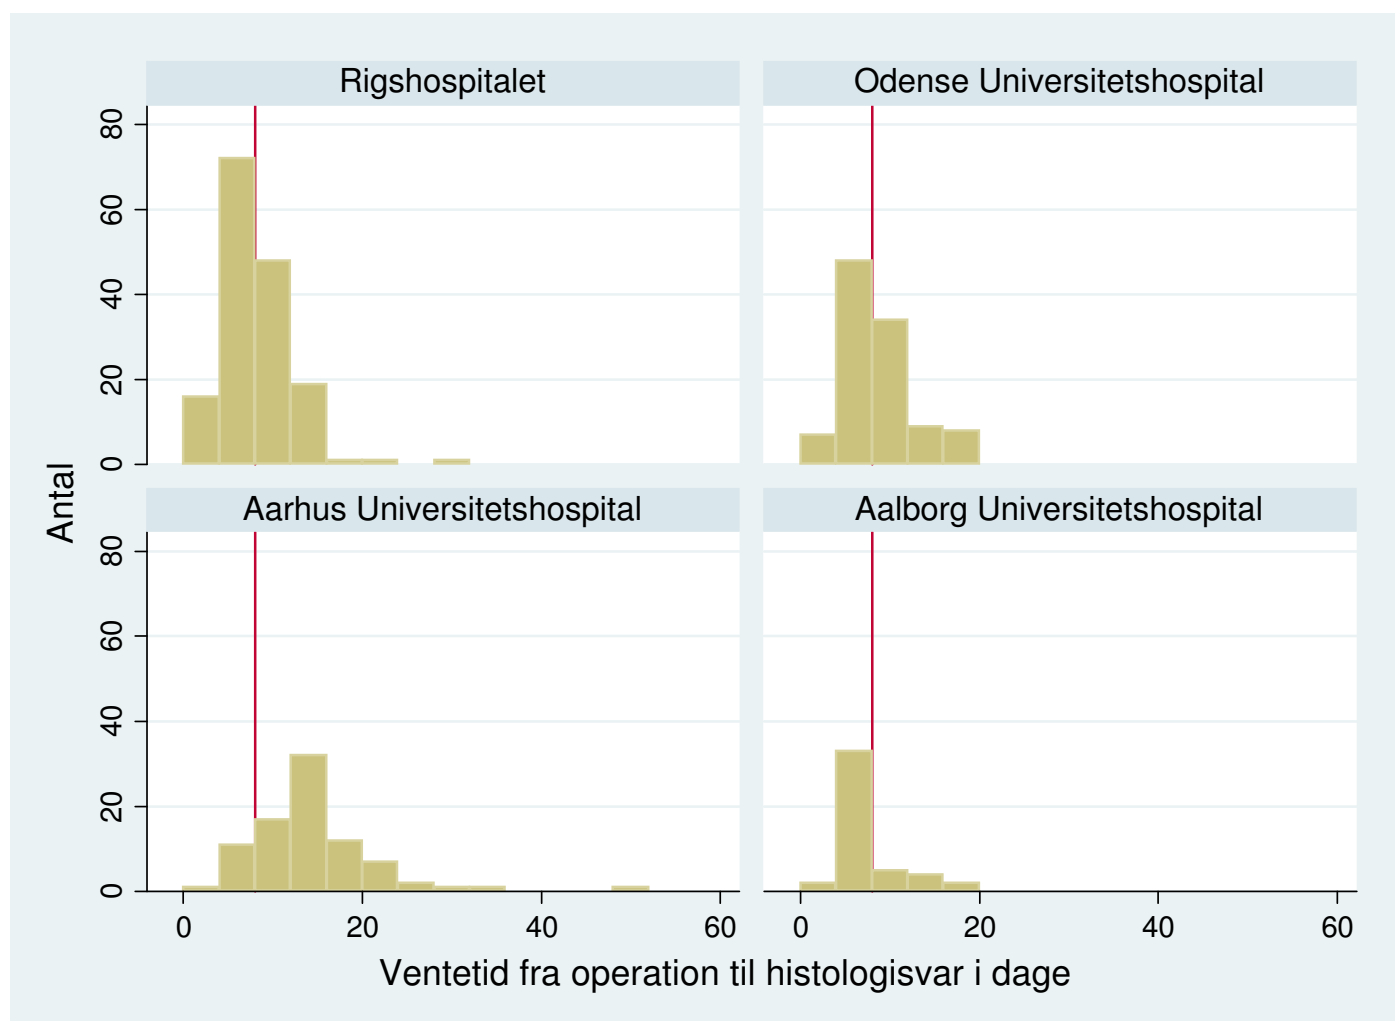 Rigshospitalet
Odense Universitetshospital
80
60
40
20
0
Aarhus Universitetshospital
Aalborg Universitetshospital
80
60
40
20
0
Antal
0 20 40 60
0 20 40 60
Ventetid fra operation til histologisvar i dage